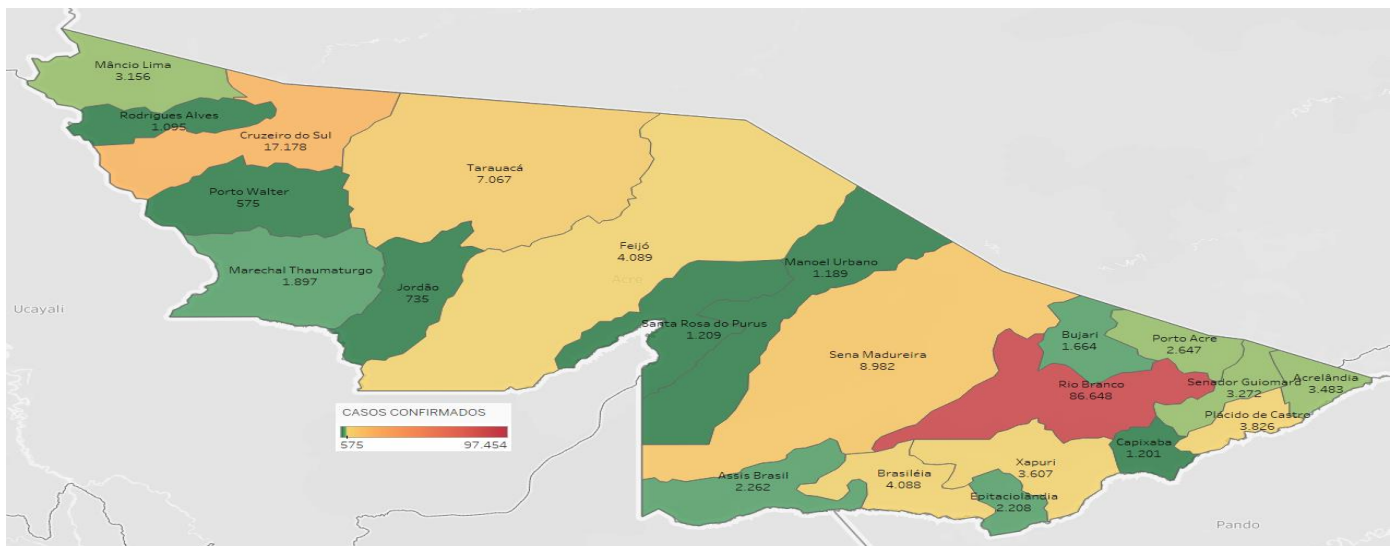 Mâncio Lima
3.156
Rodrigues Alves
1.095
Cruzeiro do Sul
17.178
Tarauacá
7.067
Porto Walter
575
Feijó
4.089
Acre
Marechal Thaumaturgo
1.897
Jordão
735
Manoel Urbano
1.189
Ucayali
Santa Rosa do Purus
1.209
Sena Madureira
8.982
Bujari
1.664
Porto Acre
2.647
Rio Branco
86.648
Senador Guiomard
3.272
Acrelândia
3.483
Plácido de Castro
3.826
CASOS CONFIRMADOS
575
97.454
Capixaba
1.201
Assis Brasil
2.262
Brasiléia
4.088
Xapuri
3.607
Epitaciolândia
2.208
Pando